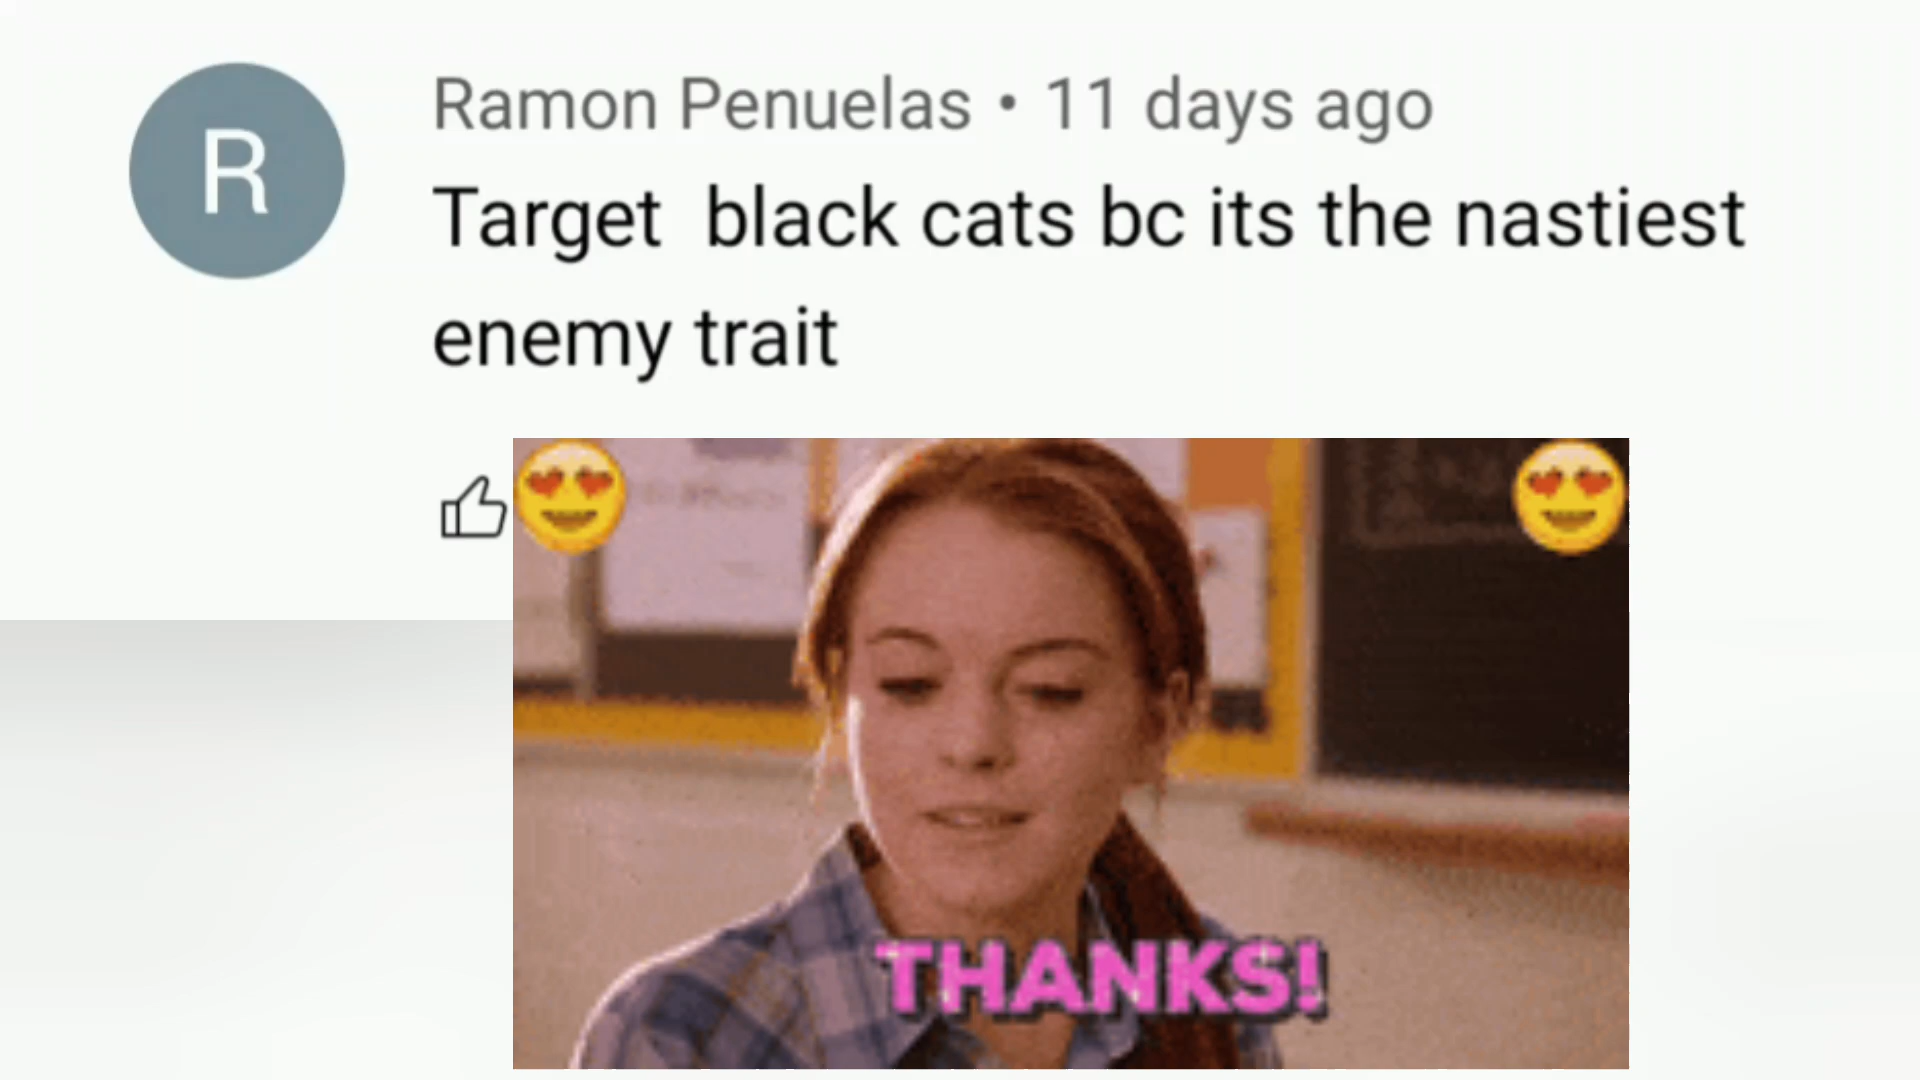 R
Ramon Penuelas • 11 days ago
Target  black cats bc its the nastiest
enemy trait
THANKS!